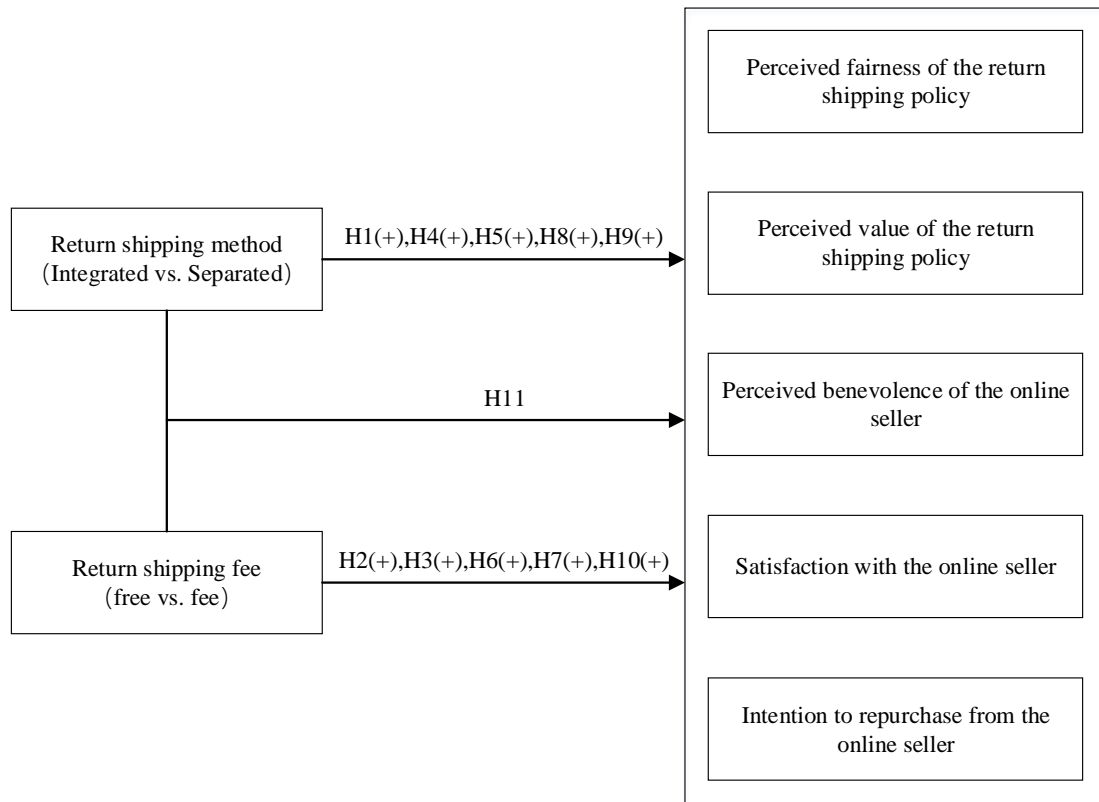 Perceived fairness of the return
shipping policy
Return shipping method
（Integrated vs. Separated）
H1(+),H4(+),H5(+),H8(+),H9(+)
Perceived value of the return
shipping policy
H11
Perceived benevolence of the online
seller
Return shipping fee
（free vs. fee）
H2(+),H3(+),H6(+),H7(+),H10(+)
Satisfaction with the online seller
Intention to repurchase from the
online seller